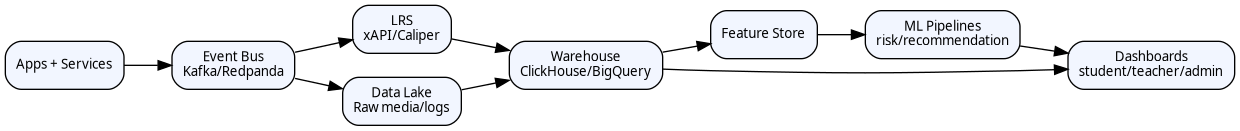 Apps + Services
Event Bus
Kafka/Redpanda
LRS
xAPI/Caliper
Data Lake
Raw media/logs
Warehouse
ClickHouse/BigQuery
Feature Store
ML Pipelines
risk/recommendation
Dashboards
student/teacher/admin